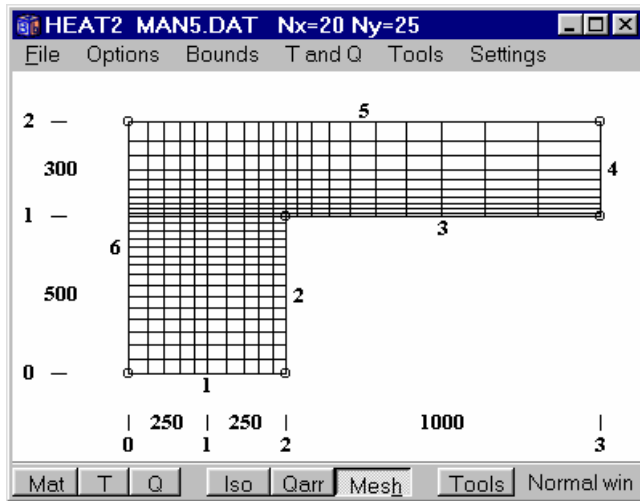 HEAT2 MAN5.DAT Nx=20 Ny=25
File Options Bounds T and Q Tools Settings
5
2
300
4
1
3
6
500
2
0
1
250 250 1000
0 1 2 3
Mat T Q Iso Qarr Mesh Tools Normal win